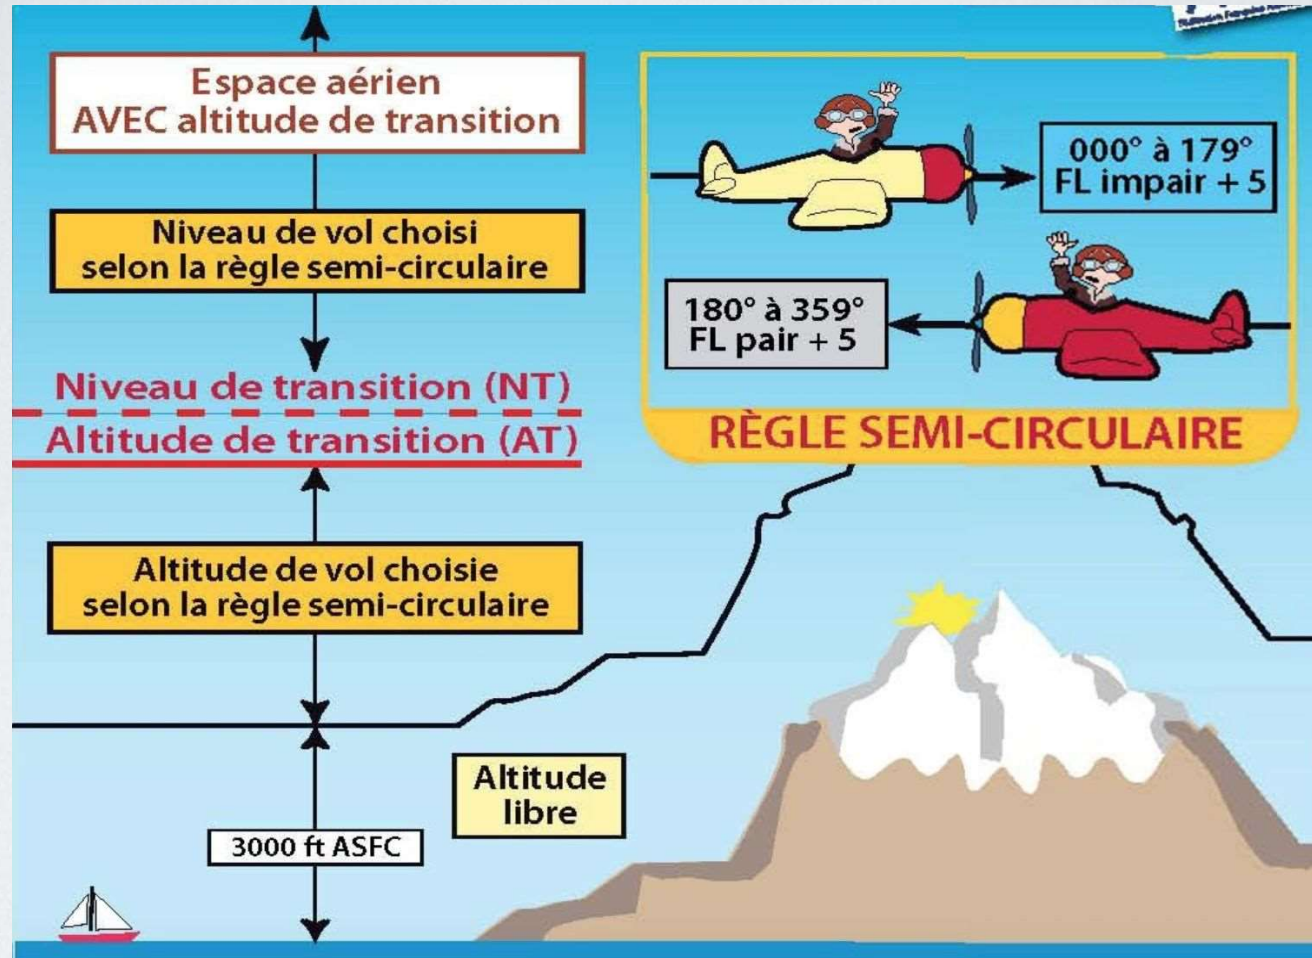 Espace aérien
AVEC altitude de transition
Niveau de vol choisi
selon la règle semi-circulaire
Niveau de transition (NT)
Altitude de transition (AT)
Altitude de vol choisie
selon la règle semi-circulaire
3000 ft ASFC
Altitude
libre
000° à 179°
FL impair + 5
180° à 359°
FL pair + 5
RÈGLE SEMI-CIRCULAIRE